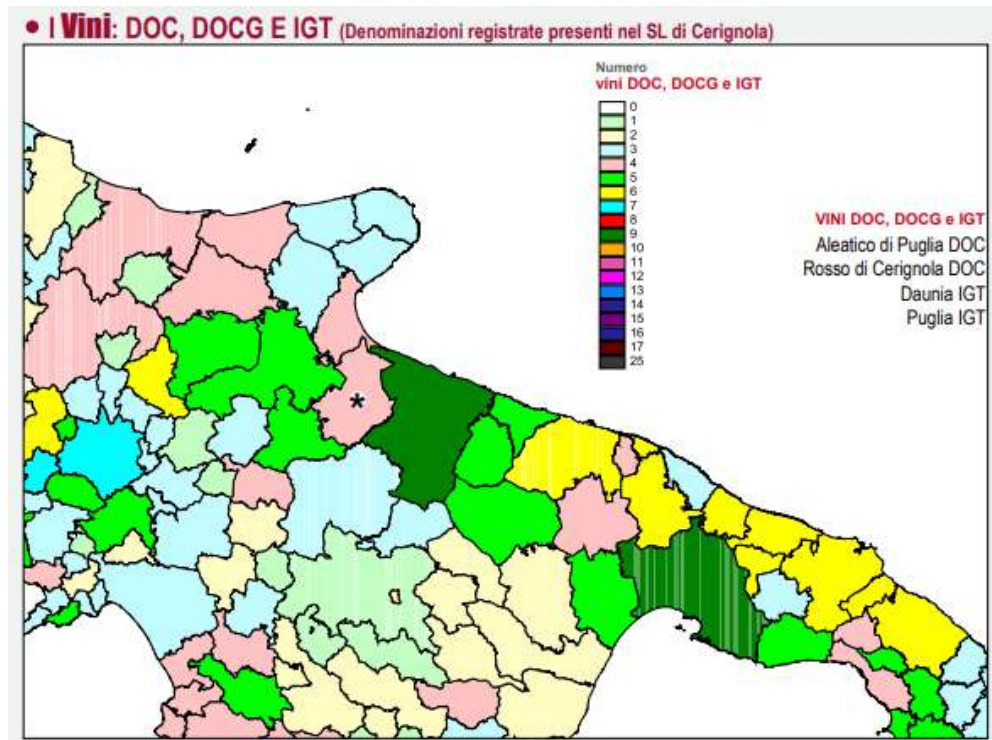 • I Vini: DOC, DOCG E IGT (Denominazioni registrate presenti nel SL di Cerignola)
Numero
vini DOC, DOCG e IGT
0
1
2
3
4
5
6
7
8
9
10
11
12
13
14
15
16
17
25
VINI DOC, DOCG e IGT
Aleatico di Puglia DOC
Rosso di Cerignola DOC
Daunia IGT
Puglia IGT
*